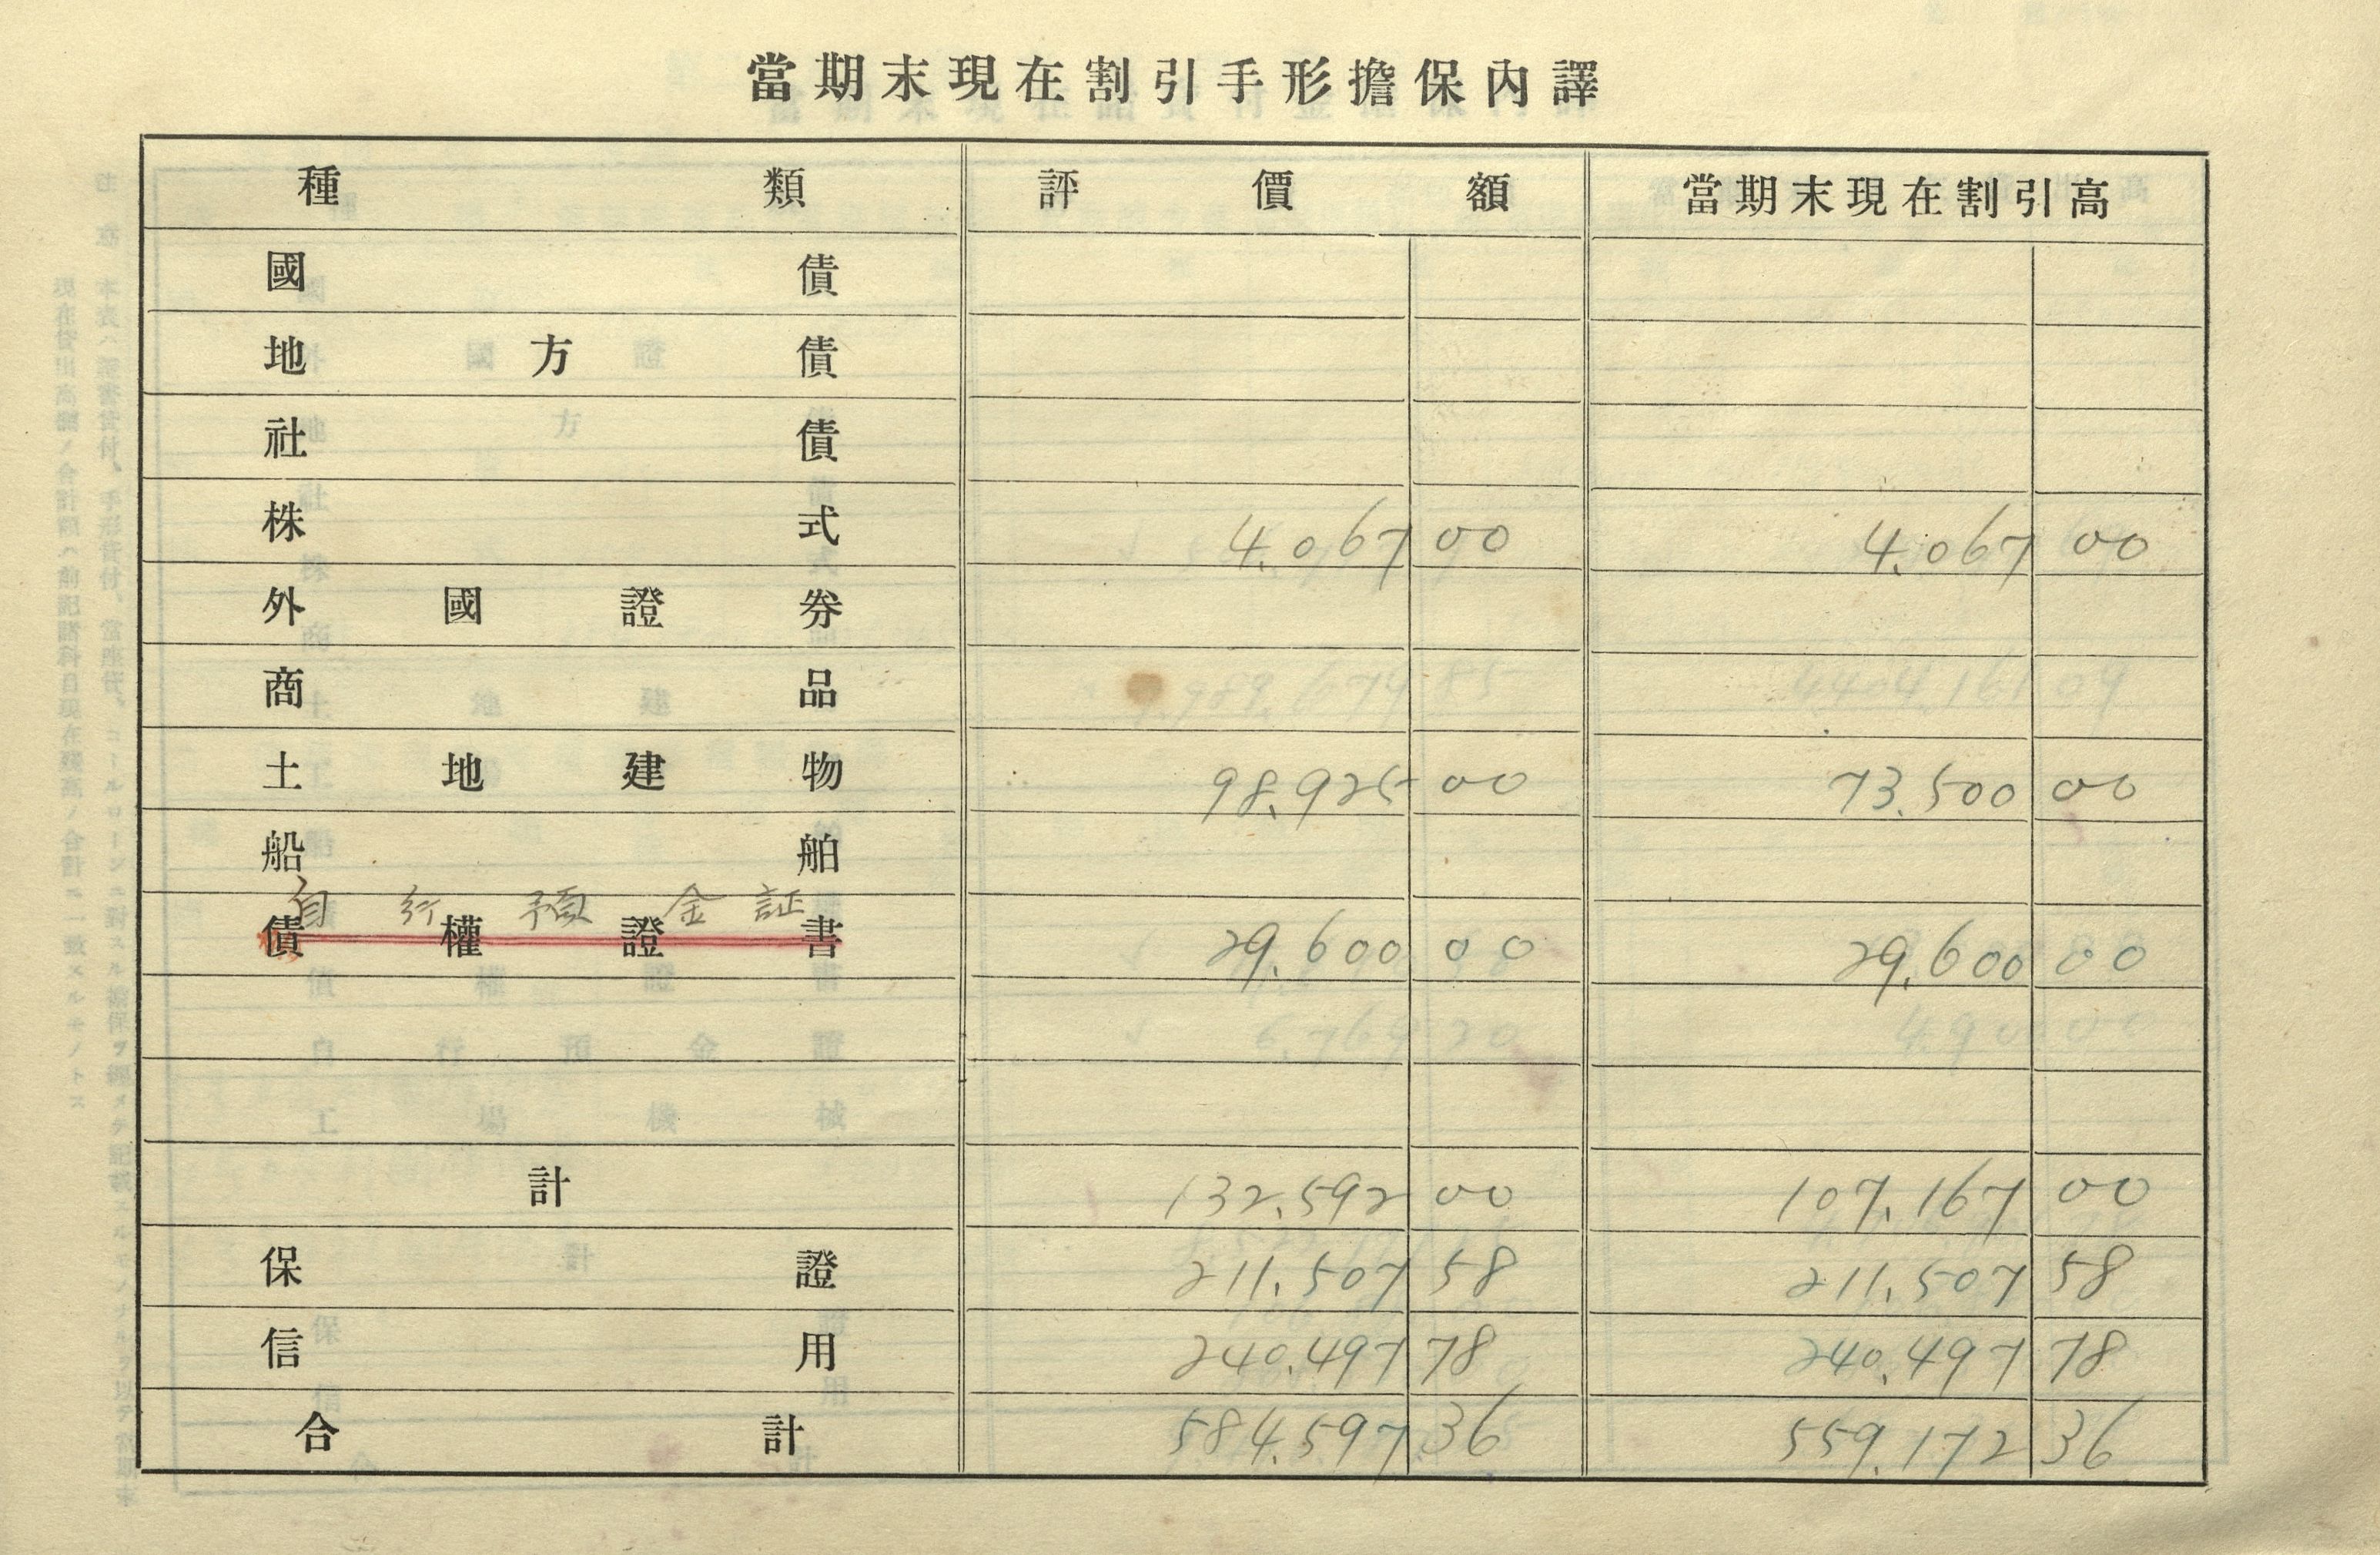 當期末現在割引手形擔保內譯
種類 評價額 當期末現在割引高
國債
地方債
社債
株式 4.067 00 4.067 00
外國證券
商品
土地建物 98.925 00 73.500 00
船舶
自行預金証
債權證書 29.600 00 29.600 00
計 132.592 00 107.167 00
保證 211.507 58 211.507 58
信用 240.497 78 240.497 78
合計 584.597 36 559.172 36